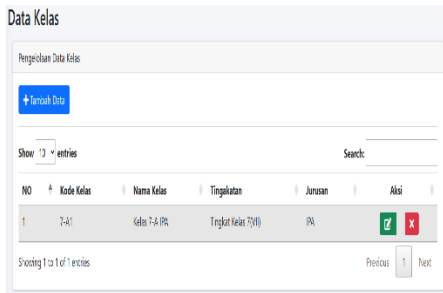 Data Kelas
Pengelolaan Data Kelas
+ Tambah Data
Show 10 entries Search:
NO Kode Kelas Nama Kelas Tingakatan Jurusan Aksi
1 7-A1 Kelas 7-A IPA Tingkat Kelas 7(VII) IPA
Showing 1 to 1 of 1 entries Previous 1 Next